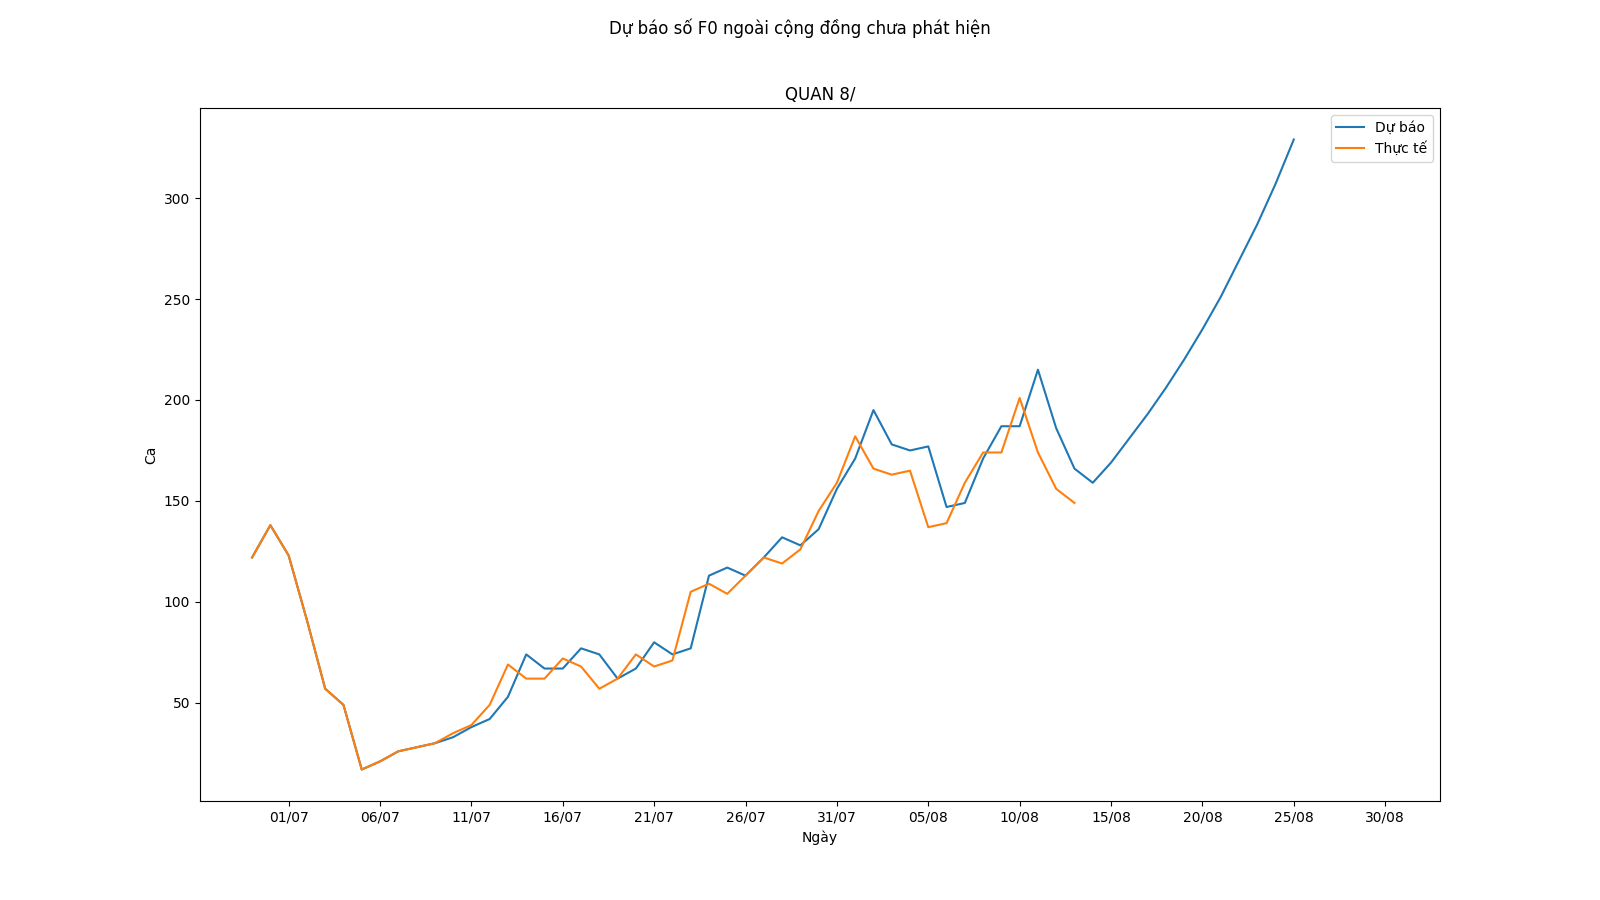 Dự báo số F0 ngoài cộng đồng chưa phát hiện
QUAN 8/
Dự báo
Thực tế
300
250
200
150
100
50
Ca
01/07 06/07 11/07 16/07 21/07 26/07 31/07 05/08 10/08 15/08 20/08 25/08 30/08
Ngày